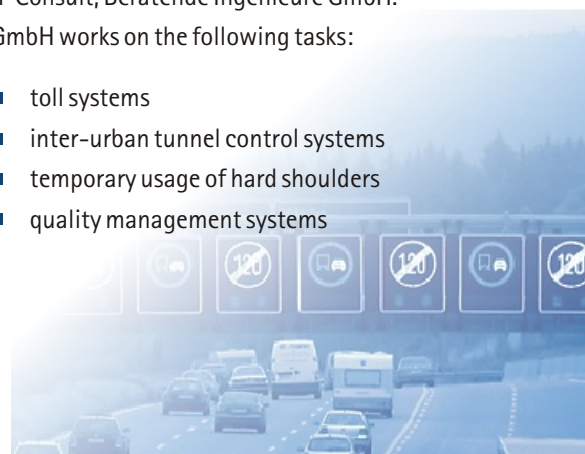 Consult, Beratende Ingenieure GmbH.
GmbH works on the following tasks:
toll systems
inter-urban tunnel control systems
temporary usage of hard shoulders
quality management systems
120
120
120